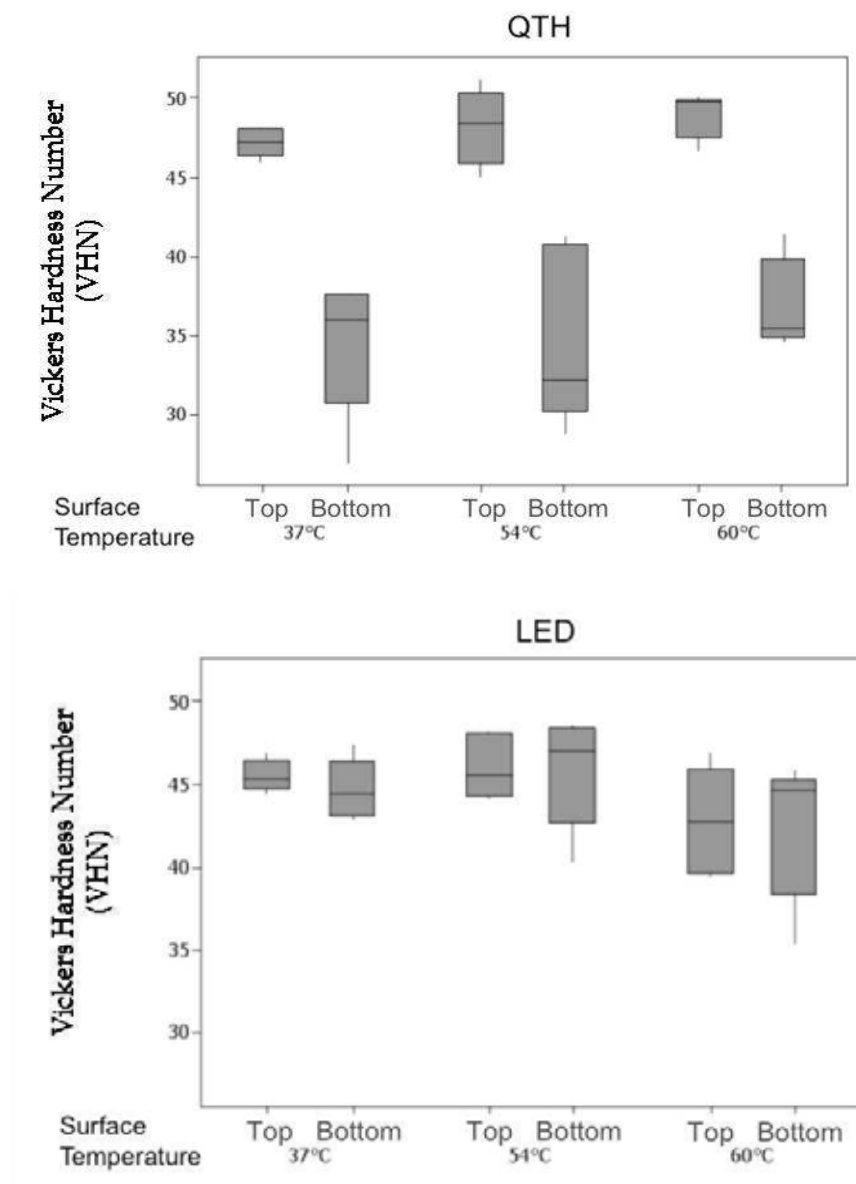 QTH
Vickers Hardness Number
(VHN)
50
45
40
35
30
Surface Top Bottom Top Bottom Top Bottom
Temperature 37°C 54°C 60°C
LED
Vickers Hardness Number
(VHN)
50
45
40
35
30
Surface Top Bottom Top Bottom Top Bottom
Temperature 37°C 54°C 60°C